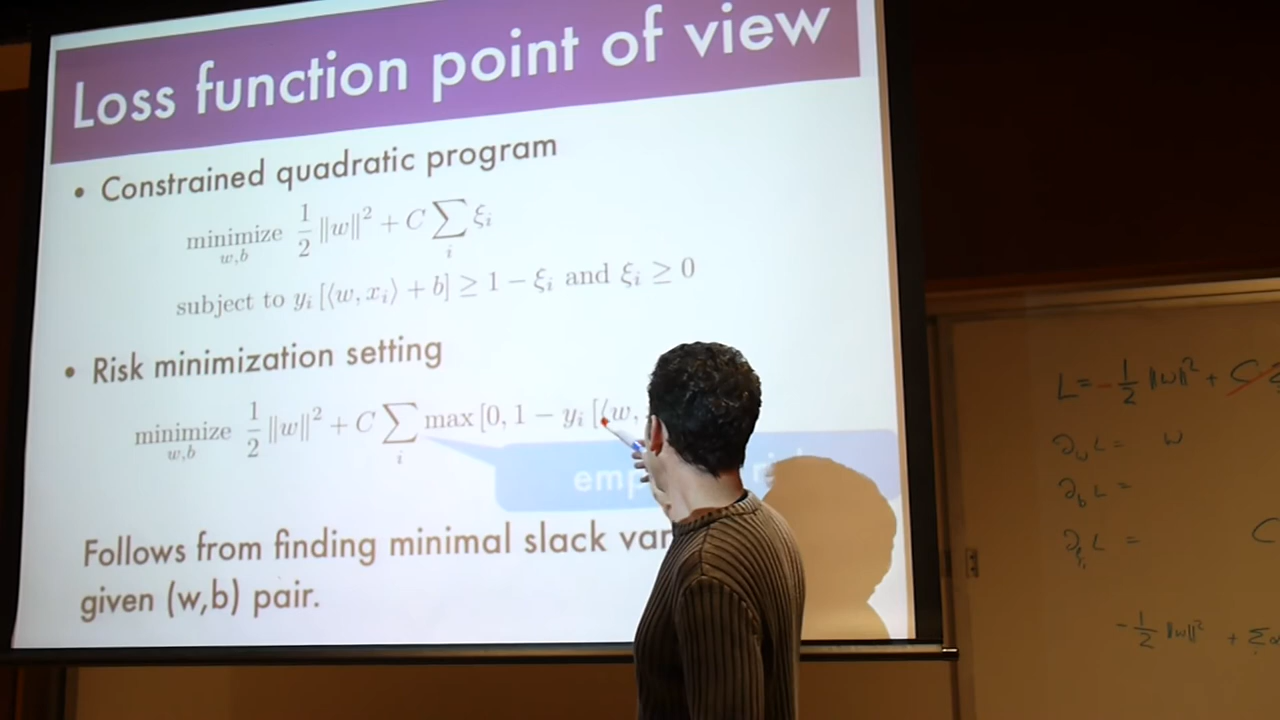 Loss function point of view
• Constrained quadratic program
minimize 1/2 ‖w‖² + C ∑ ξᵢ
w,b i
subject to yᵢ [⟨w, xᵢ⟩ + b] ≥ 1 − ξᵢ and ξᵢ ≥ 0
• Risk minimization setting
minimize 1/2 ‖w‖² + C ∑ max [0, 1 − yᵢ [⟨w,
w,b i
emp
Follows from finding minimal slack var
given (w,b) pair.
L = -1/2 ‖w‖² + C
∂w L = w
∂b L =
∂ξᵢ L = C
-1/2 ‖w‖² + ∑